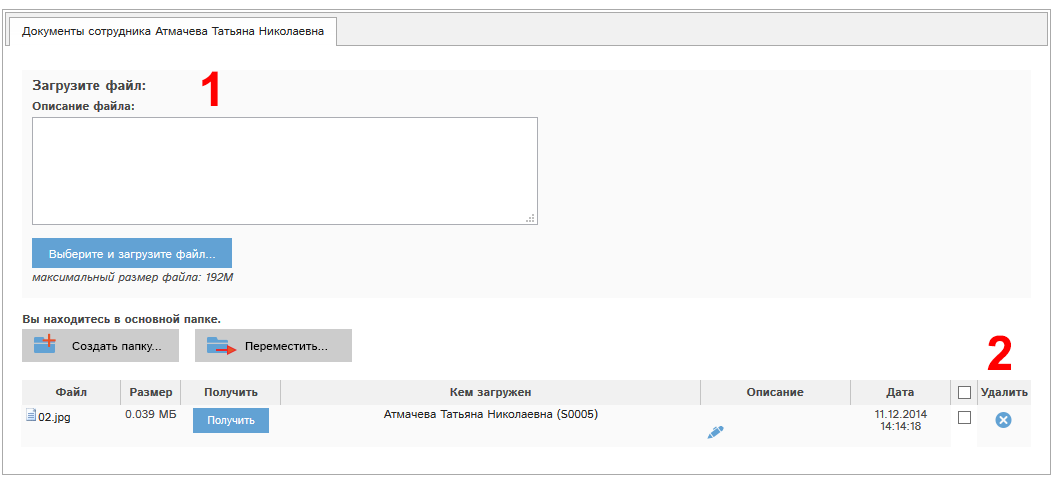 Документы сотрудника Атмачева Татьяна Николаевна
Загрузите файл:
1
Описание файла:
Выберите и загрузите файл...
максимальный размер файла: 192M
Вы находитесь в основной папке.
Создать папку... Переместить...
2
Файл Размер Получить Кем загружен Описание Дата Удалить
02.jpg 0.039 МБ Получить Атмачева Татьяна Николаевна (S0005) 11.12.2014
14:14:18